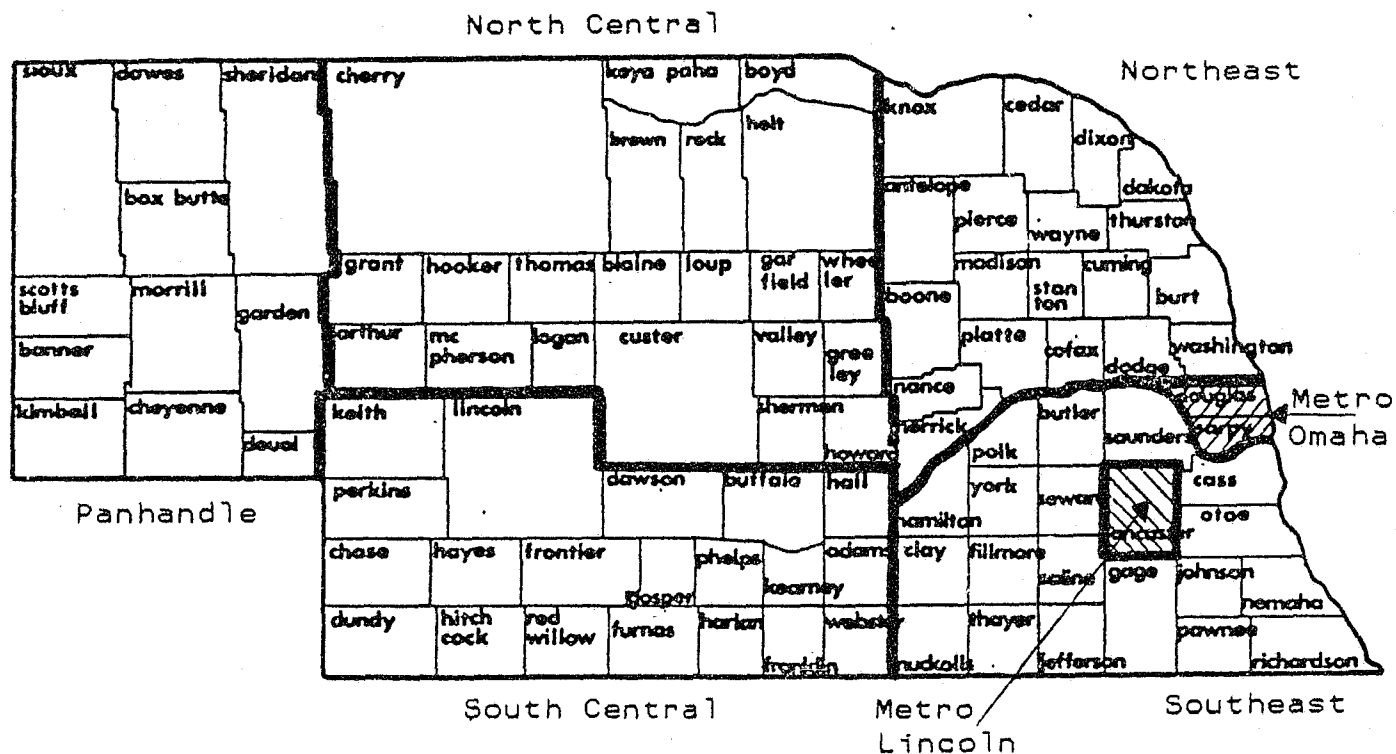 North Central
Northeast
sioux dawes sheridan cherry keya paha boyd
knox cedar
dixon
brown rock holt
box butte
antelope dakota
pierce wayne thurston
grant hooker thomas blaine loup gar field whee ler
madison cuming
scotts bluff morrill garden
boone stan ton burt
arthur mc pherson logan custer valley gree ley
platte colfax dodge washington
banner
kimball cheyenne deuel
keith lincoln sherman howard
nance merrick butler douglas
Metro
Omaha
saunders sarpy
polk
perkins dawson buffalo hall
york seward cass
Panhandle
hamilton lancaster otoe
chase hayes frontier gosper phelps kearney adams clay fillmore saline gage johnson nemaha
dundy hitch cock red willow furnas harlan franklin webster nuckolls thayer jefferson pawnee richardson
South Central
Metro
Lincoln
Southeast